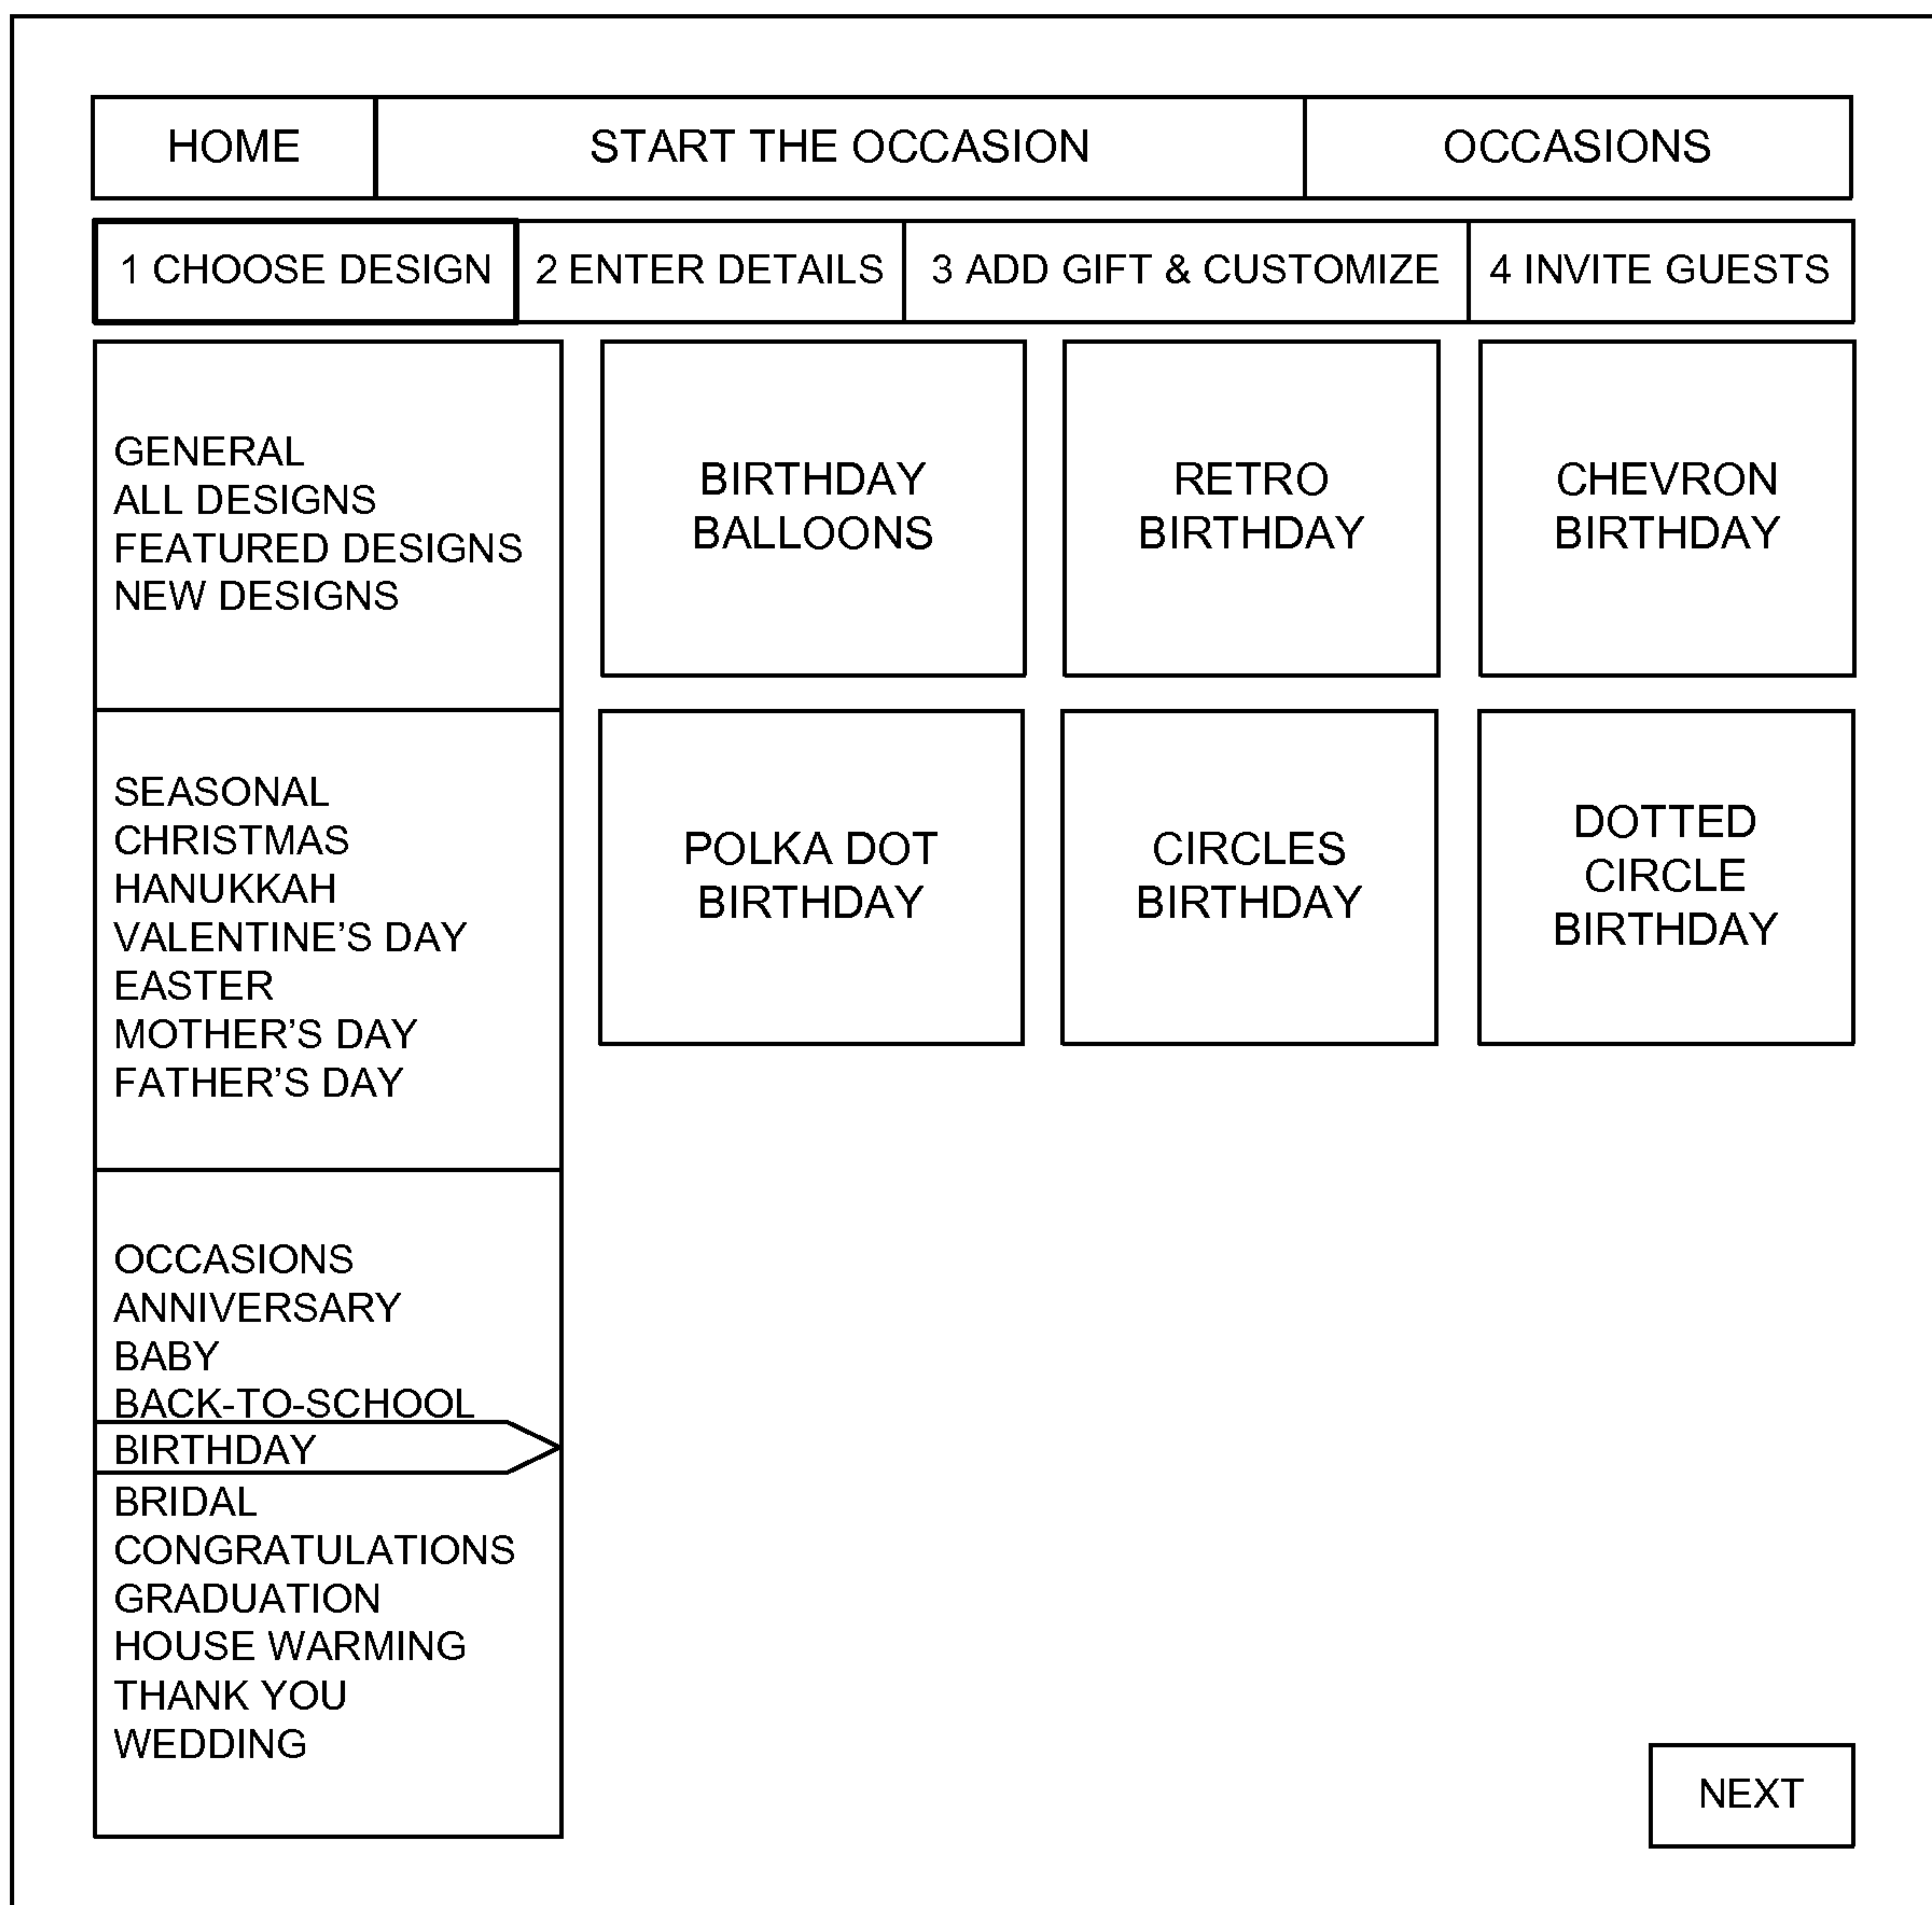 HOME
START THE OCCASION
OCCASIONS
1 CHOOSE DESIGN
2 ENTER DETAILS
3 ADD GIFT & CUSTOMIZE
4 INVITE GUESTS
GENERAL
ALL DESIGNS
FEATURED DESIGNS
NEW DESIGNS
SEASONAL
CHRISTMAS
HANUKKAH
VALENTINE’S DAY
EASTER
MOTHER’S DAY
FATHER’S DAY
OCCASIONS
ANNIVERSARY
BABY
BACK-TO-SCHOOL
BIRTHDAY
BRIDAL
CONGRATULATIONS
GRADUATION
HOUSE WARMING
THANK YOU
WEDDING
BIRTHDAY
BALLOONS
RETRO
BIRTHDAY
CHEVRON
BIRTHDAY
POLKA DOT
BIRTHDAY
CIRCLES
BIRTHDAY
DOTTED
CIRCLE
BIRTHDAY
NEXT